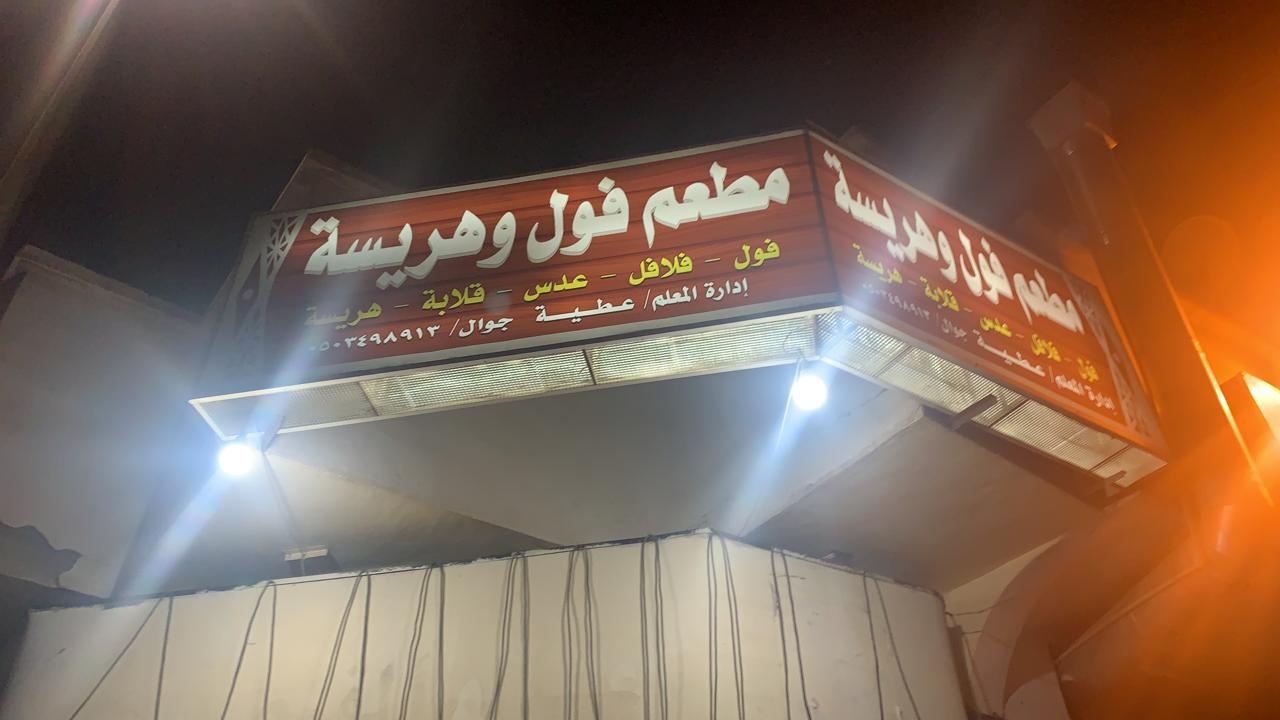 مطعم فول وهريسة
فول - فلافل - عدس - قلابة - هريسة
إدارة المعلم/ عطية جوال/ ٠٥٠٣٤٩٨٩١٣
مطعم فول وهريسة
فول - فلافل - عدس - قلابة - هريسة
إدارة المعلم/ عطية جوال/ ٠٥٠٣٤٩٨٩١٣